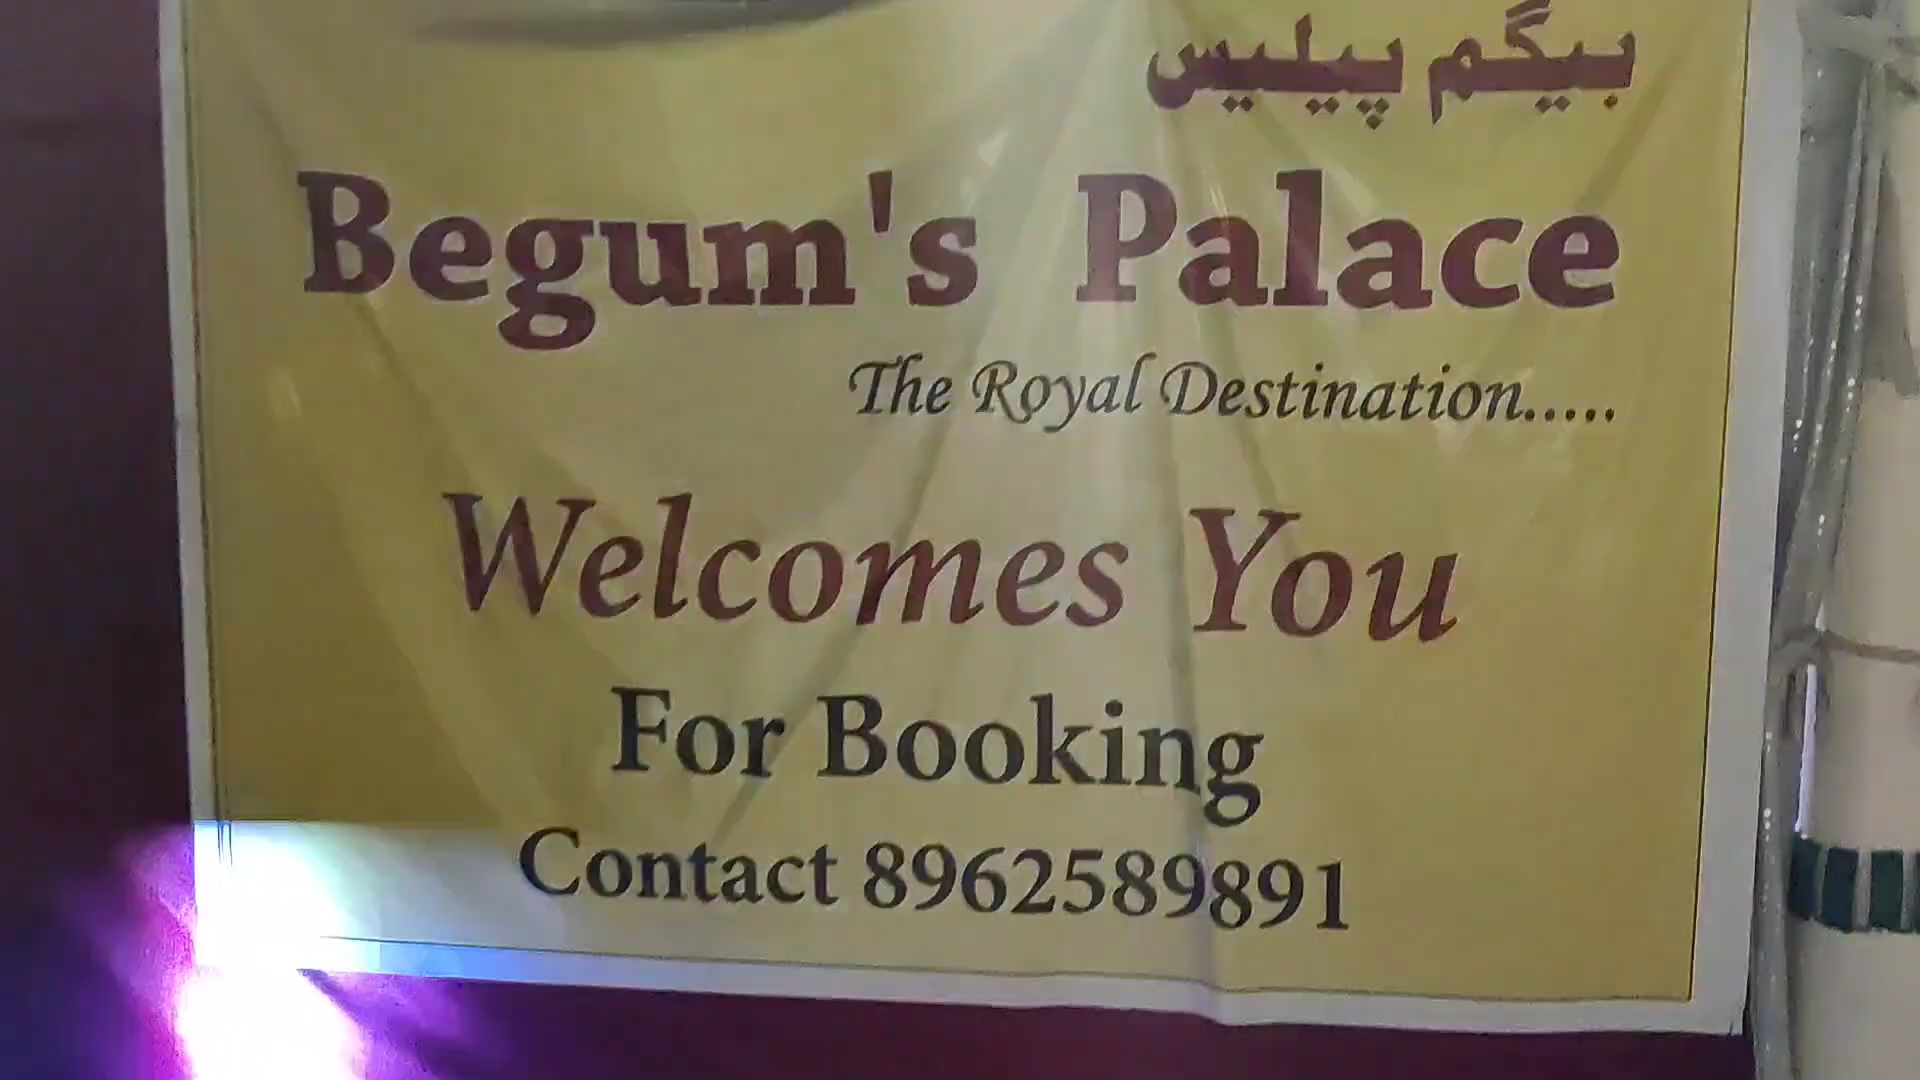 بیگم پیلیس
Begum's Palace
The Royal Destination.....
Welcomes You
For Booking
Contact 8962589891